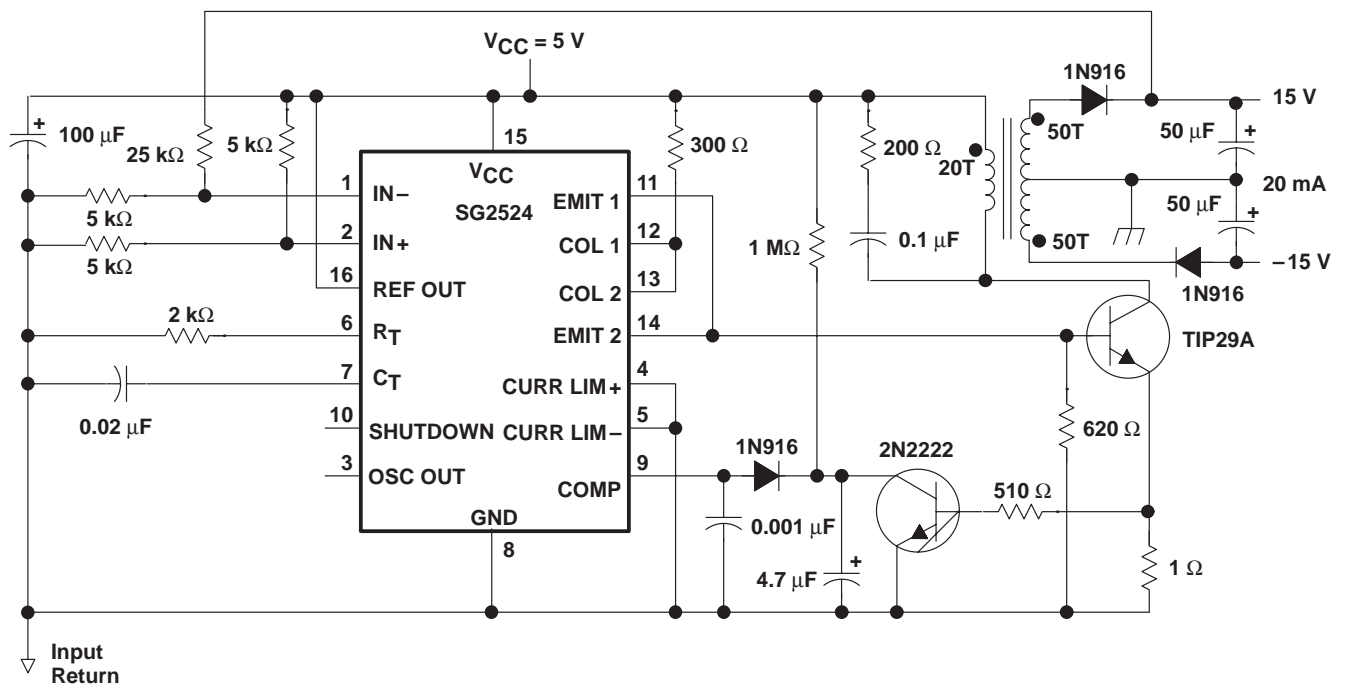 VCC = 5 V
1N916
15 V
100 µF
25 kΩ
5 kΩ
15
300 Ω
200 Ω
20T
50T
50 µF
+
20 mA
50 µF
+
50T
−15 V
1N916
+
VCC
SG2524
1
IN−
5 kΩ
2
IN+
5 kΩ
16
REF OUT
2 kΩ
6
RT
7
CT
0.02 µF
10
SHUTDOWN
3
OSC OUT
EMIT 1
11
COL 1
12
COL 2
13
EMIT 2
14
CURR LIM+
4
CURR LIM−
5
COMP
9
GND
8
1 MΩ
0.1 µF
TIP29A
620 Ω
1N916
2N2222
510 Ω
0.001 µF
4.7 µF
+
1 Ω
Input
Return